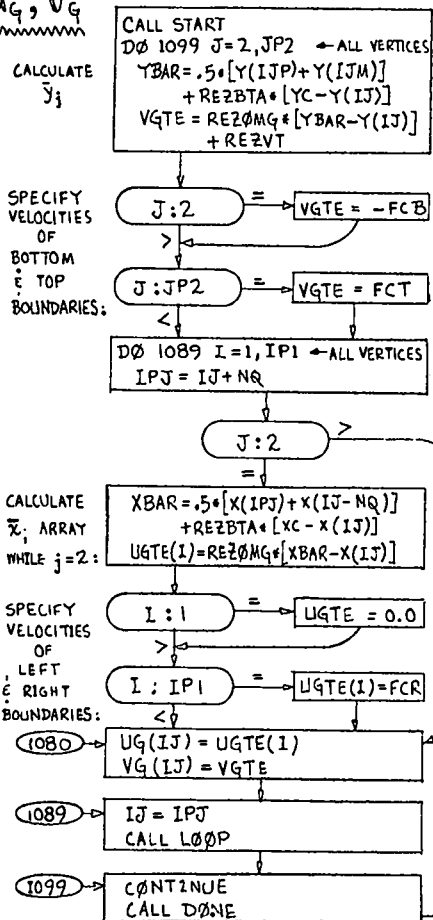 UG, VG
CALL START
DØ 1099 J=2,JP2 ←ALL VERTICES
CALCULATE
ȳj
YBAR=.5*[Y(IJP)+Y(IJM)]
+REZBTA*[YC-Y(IJ)]
VGTE=REZØMG*[YBAR-Y(IJ)]
+REZVT
SPECIFY
VELOCITIES
OF
BOTTOM
& TOP
BOUNDARIES:
J:2
=
VGTE = -FCB
>
J:JP2
=
VGTE = FCT
<
DØ 1089 I=1,IP1 ←ALL VERTICES
IPJ= IJ+NQ
J:2
>
=
CALCULATE
x̄i ARRAY
WHILE j=2:
XBAR=.5*[X(IPJ)+X(IJ-NQ)]
+REZBTA*[XC-X(IJ)]
UGTE(I)=REZØMG*[XBAR-X(IJ)]
SPECIFY
VELOCITIES
OF
LEFT
& RIGHT
BOUNDARIES:
I:1
=
UGTE = 0.0
>
I:IP1
=
UGTE(I)=FCR
<
1080
UG(IJ)=UGTE(I)
VG(IJ)=VGTE
1089
IJ=IPJ
CALL LØØP
1099
CØNTINUE
CALL DØNE